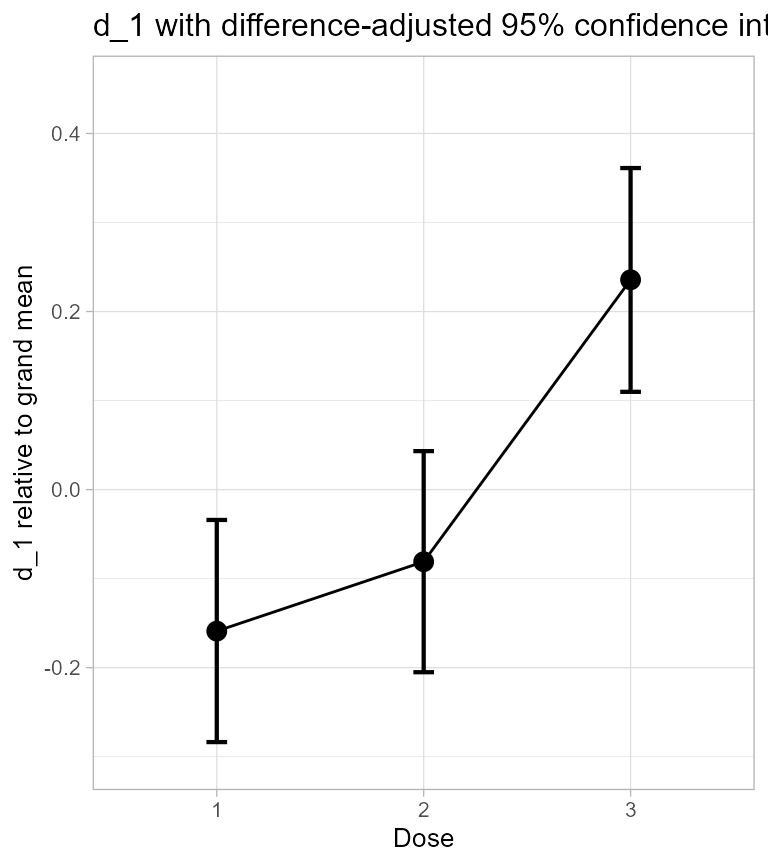 d_1 with difference-adjusted 95% confidence int
0.4
0.2
0.0
-0.2
d_1 relative to grand mean
1 2 3
Dose